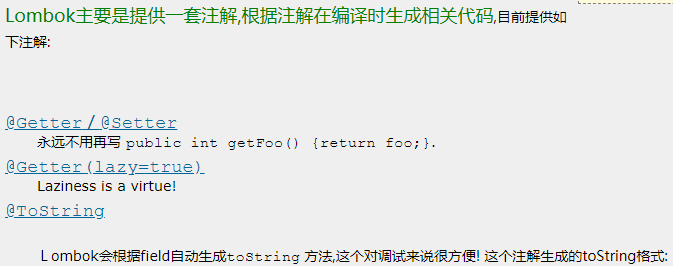 Lombok主要是提供一套注解,根据注解在编译时生成相关代码,目前提供如
下注解:
@Getter / @Setter
永远不用再写 public int getFoo() {return foo;}.
@Getter(lazy=true)
Laziness is a virtue!
@ToString
Lombok会根据field自动生成toString 方法,这个对调试来说很方便! 这个注解生成的toString格式: